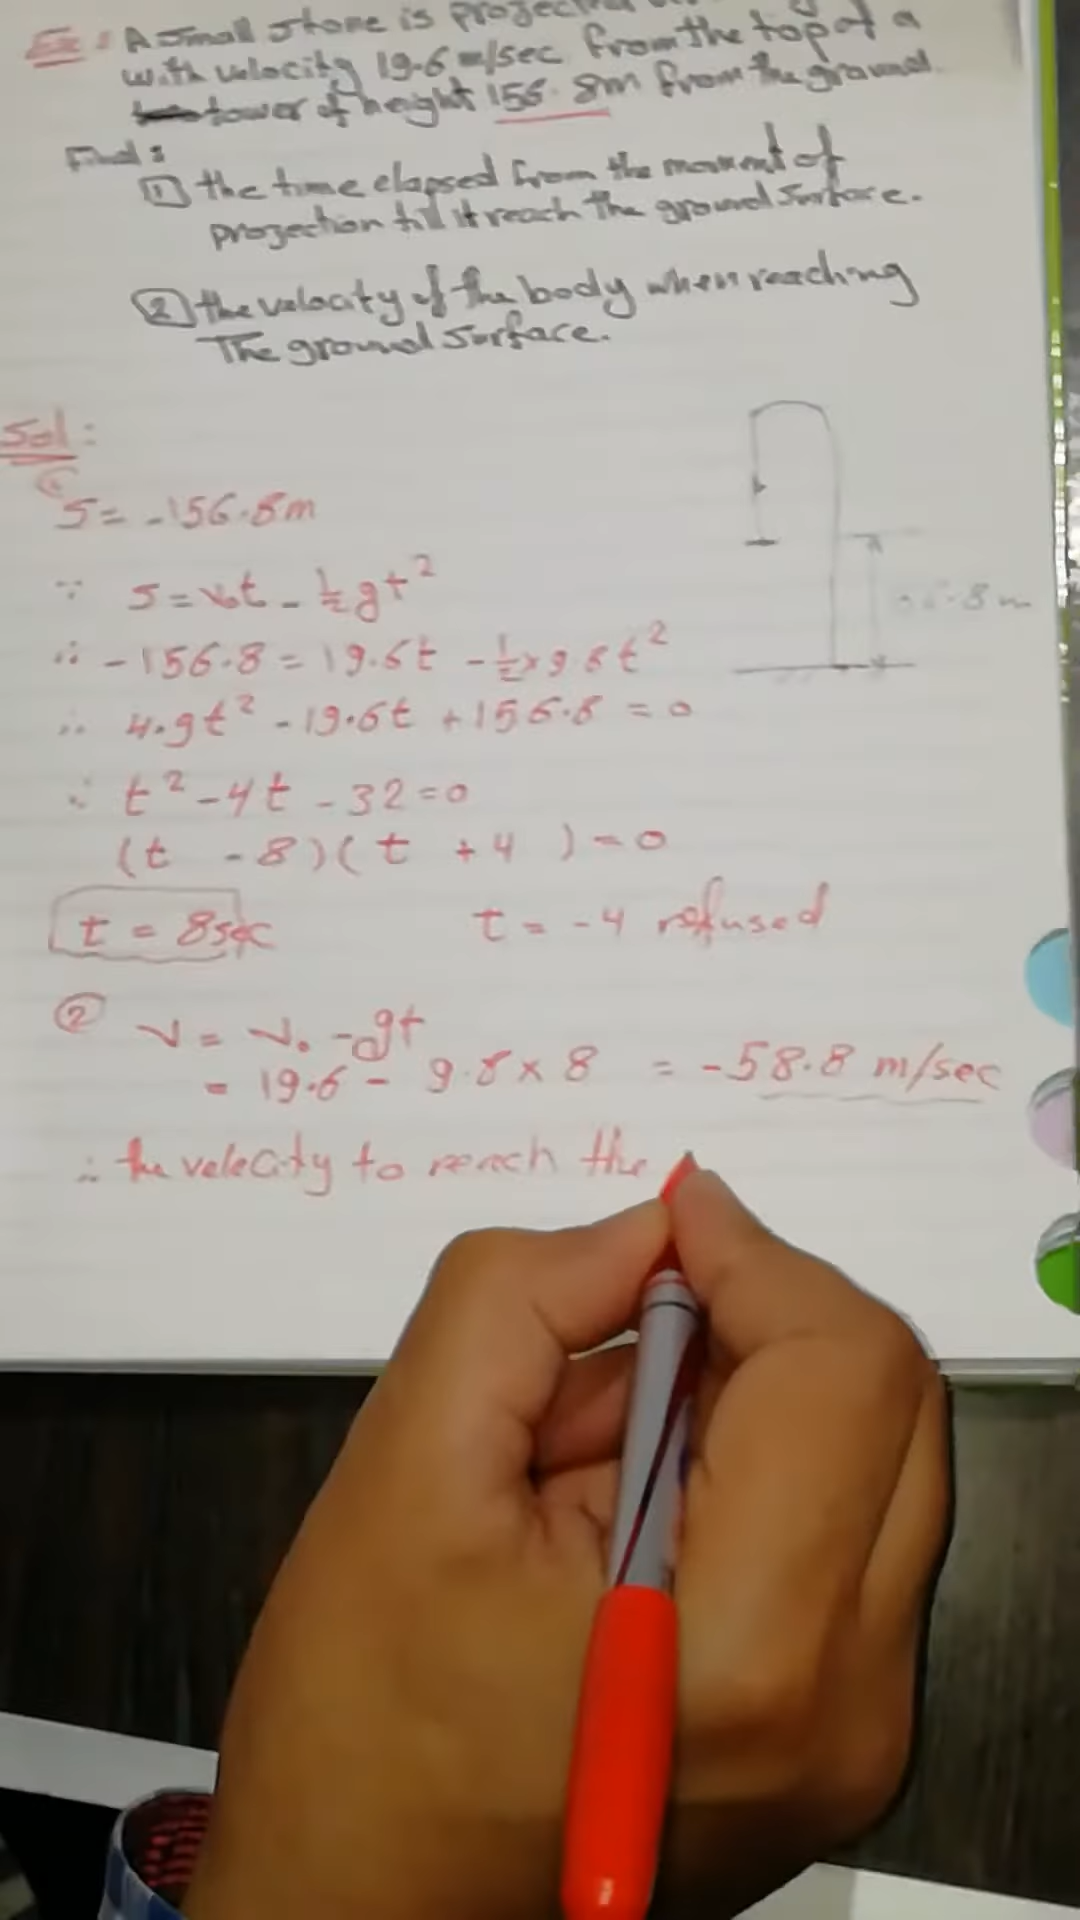 Ex: A small stone is projected
with velocity 19.6 m/sec from the top of a
tower of height 156.8m from the ground.
Find:
① the time elapsed from the moment of
projection till it reach the ground surface.
② the velocity of the body when reaching
The ground surface.
Sol:
S = -156.8m
∵ S = v₀t - ½gt²
∴ -156.8 = 19.6t - ½×9.8t²
∴ 4.9t² - 19.6t + 156.8 = 0
∴ t² - 4t - 32 = 0
(t - 8)(t + 4) = 0
t = 8sec t = -4 refused
② V = V₀ - gt
= 19.6 - 9.8 × 8 = -58.8 m/sec
∴ the velecity to reach the